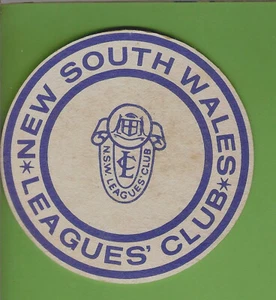 *NEW SOUTH WALES*
LEAGUES' CLUB
N.S.W. LEAGUES' CLUB